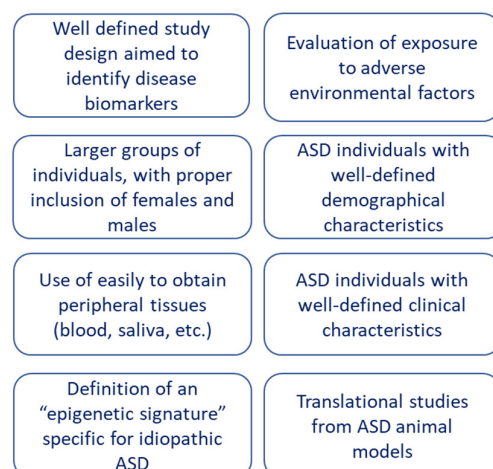 Well defined study
design aimed to
identify disease
biomarkers
Evaluation of exposure
to adverse
environmental factors
Larger groups of
individuals, with proper
inclusion of females and
males
ASD individuals with
well-defined
demographical
characteristics
Use of easily to obtain
peripheral tissues
(blood, saliva, etc.)
ASD individuals with
well-defined clinical
characteristics
Definition of an
“epigenetic signature”
specific for idiopathic
ASD
Translational studies
from ASD animal
models